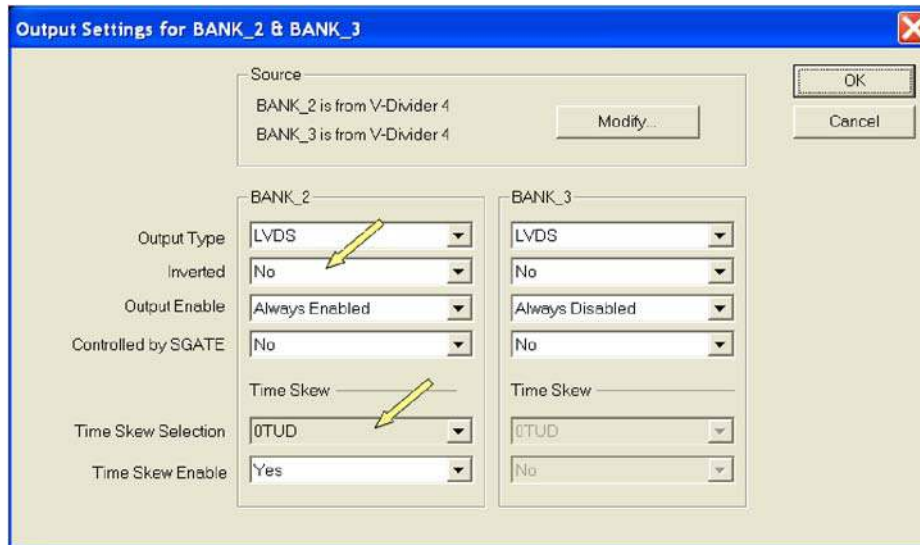 Output Settings for BANK_2 & BANK_3
Source
BANK_2 is from V-Divider 4
BANK_3 is from V-Divider 4
Modify...
OK
Cancel
BANK_2 BANK_3
Output Type LVDS LVDS
Inverted No No
Output Enable Always Enabled Always Disabled
Controlled by SGATE No No
Time Skew Time Skew
Time Skew Selection 0TUD 0TUD
Time Skew Enable Yes No